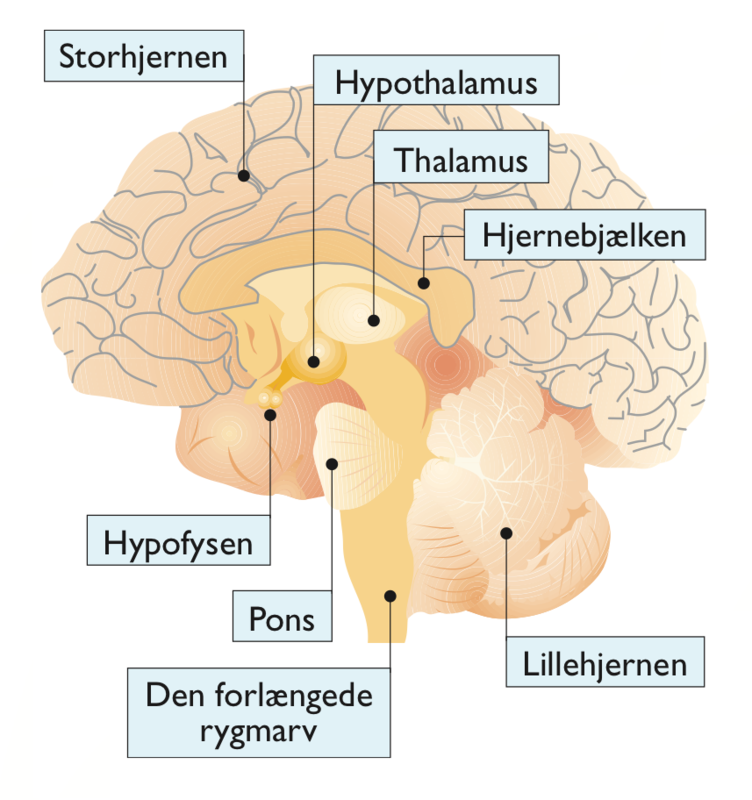 Storhjernen
Hypothalamus
Thalamus
Hjernebjælken
Hypofysen
Pons
Lillehjernen
Den forlængede
rygmarv